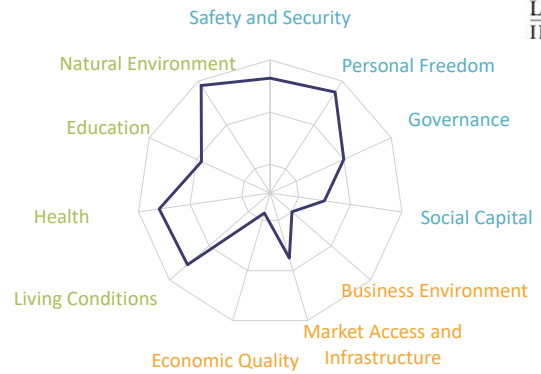 Safety and Security
Natural Environment
Personal Freedom
Education
Governance
Health
Social Capital
Living Conditions
Business Environment
Market Access and
Infrastructure
Economic Quality